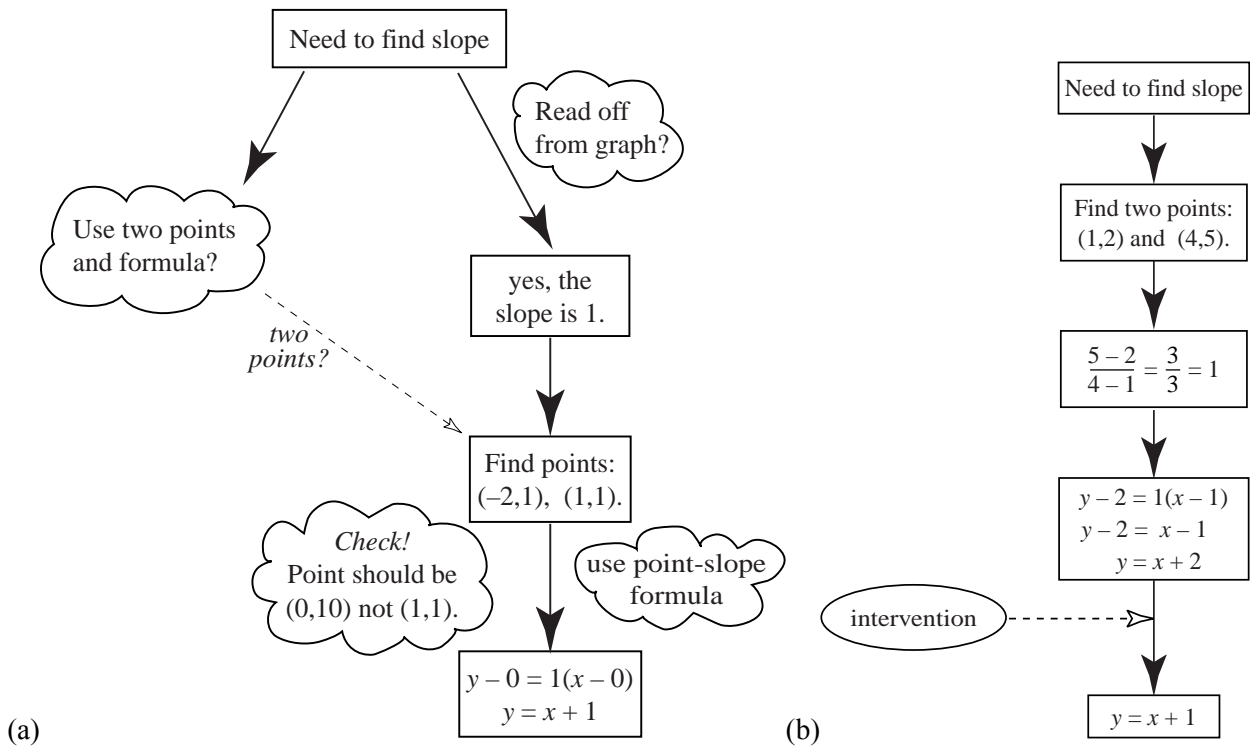 Need to find slope
Read off
from graph?
Use two points
and formula?
yes, the
slope is 1.
two
points?
Find points:
(–2,1), (1,1).
Check!
Point should be
(0,10) not (1,1).
use point-slope
formula
y – 0 = 1(x – 0)
y = x + 1
(a)
Need to find slope
Find two points:
(1,2) and (4,5).
5 – 2 / 4 – 1 = 3 / 3 = 1
y – 2 = 1(x – 1)
y – 2 = x – 1
y = x + 2
intervention
y = x + 1
(b)